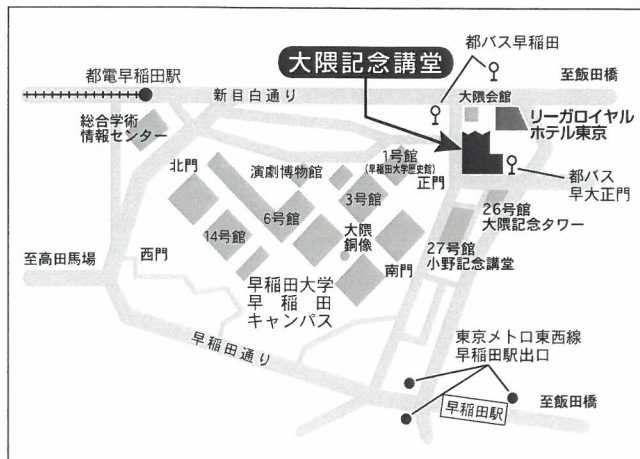 都バス早稲田
大隈記念講堂
都電早稲田駅
新目白通り
至飯田橋
大隈会館
リーガロイヤル
ホテル東京
総合学術
情報センター
北門
演劇博物館
1号館
(早稲田大学歴史館)
正門
都バス
早大正門
3号館
6号館
14号館
大隈
銅像
26号館
大隈記念タワー
27号館
小野記念講堂
西門
南門
至高田馬場
早稲田大学
早稲田
キャンパス
早稲田通り
東京メトロ東西線
早稲田駅出口
早稲田駅
至飯田橋